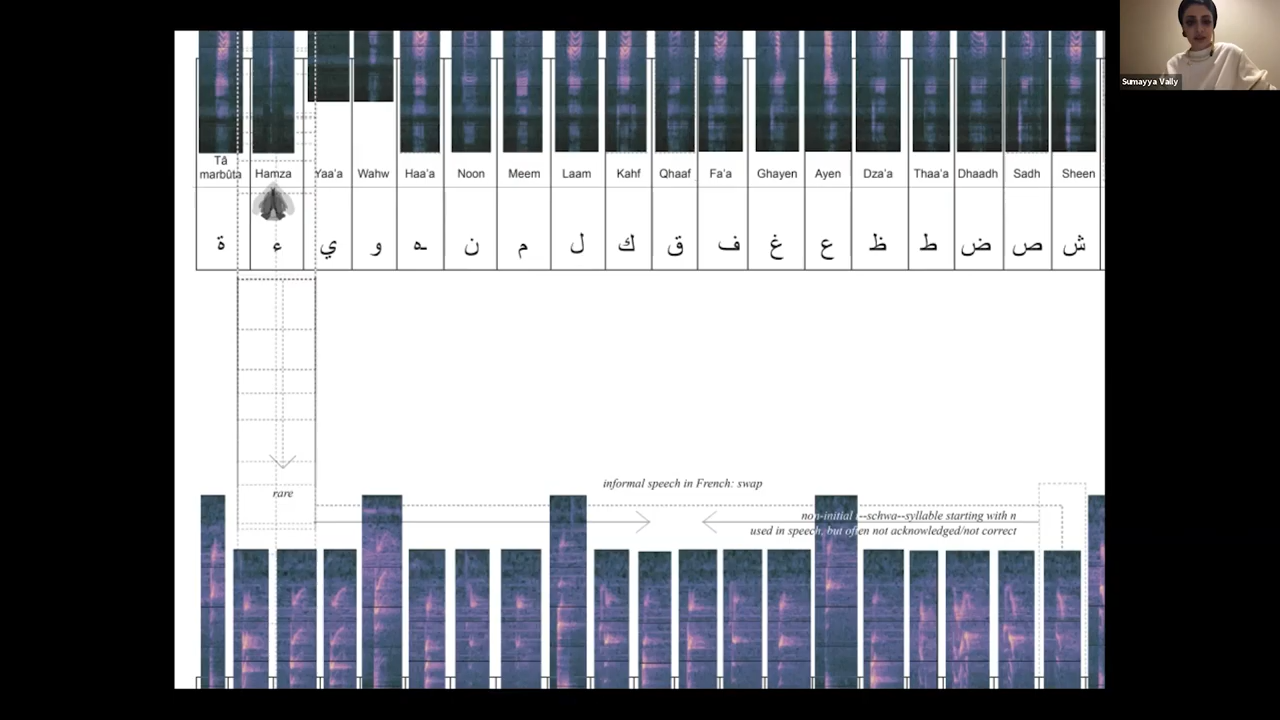 Sumayya Vally
Tâ marbûta
Hamza
Yaa'a
Wahw
Haa'a
Noon
Meem
Laam
Kahf
Qhaaf
Fa'a
Ghayen
Ayen
Dza'a
Thaa'a
Dhaadh
Sadh
Sheen
ة ء ي و ه ن م ل ك ق ف غ ع ظ ط ض ص ش
informal speech in French: swap
rare
non-initial --schwa--syllable starting with n
used in speech, but often not acknowledged/not correct